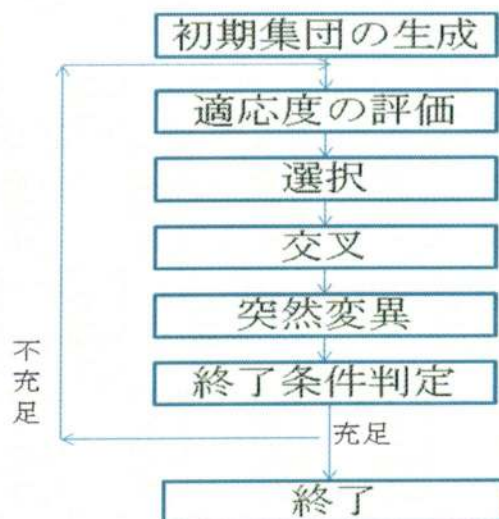 初期集団の生成
適応度の評価
選択
交叉
突然変異
終了条件判定
不充足
充足
終了